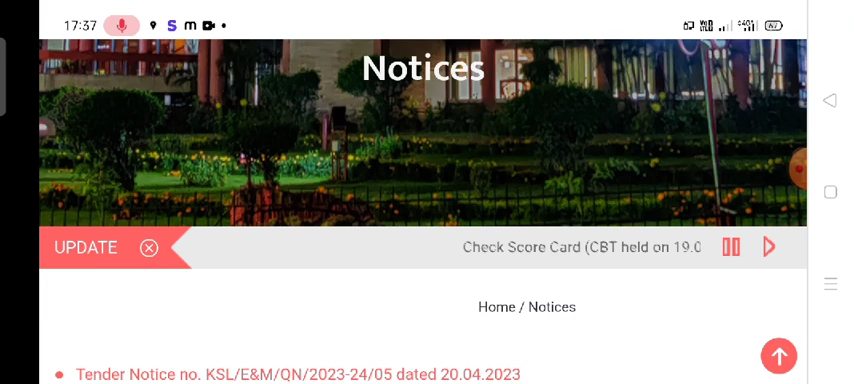 17:37
Notices
UPDATE
Check Score Card (CBT held on 19.0
Home / Notices
Tender Notice no. KSL/E&M/QN/2023-24/05 dated 20.04.2023